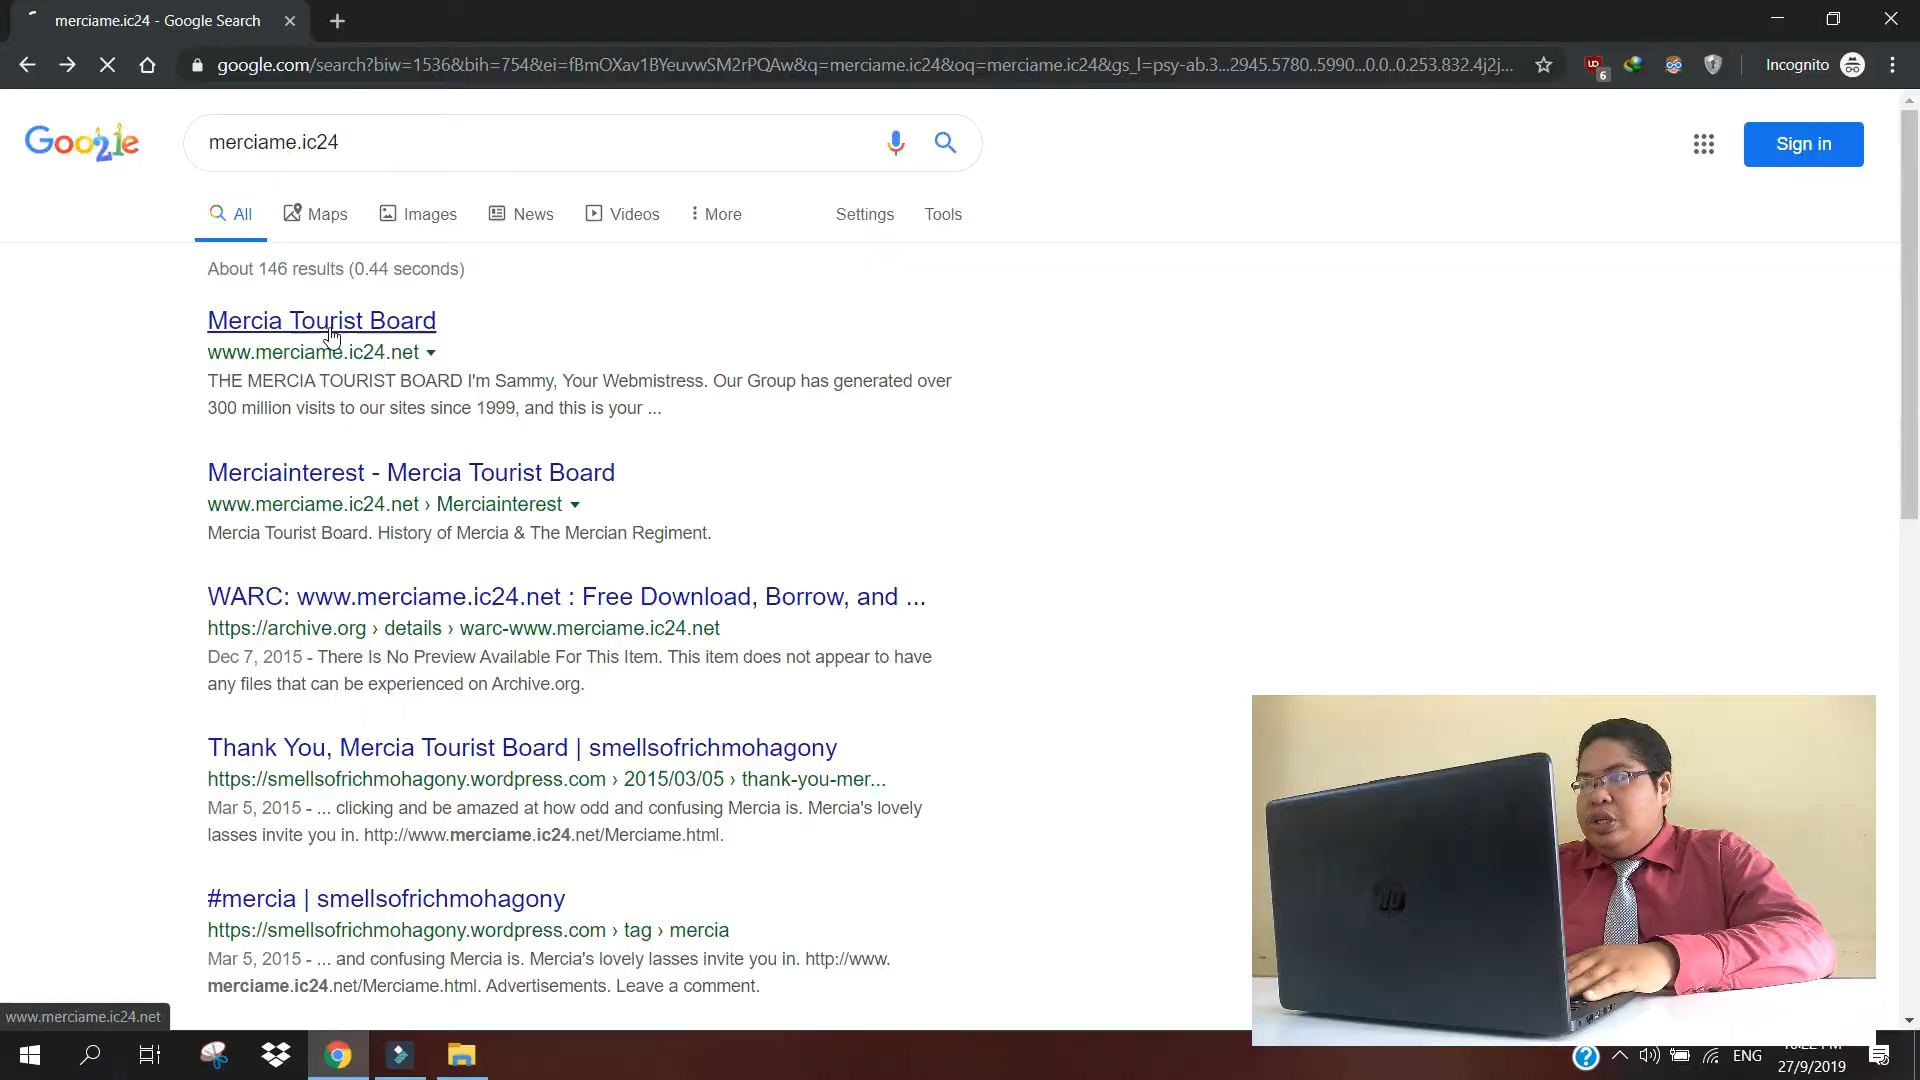 merciame.ic24 - Google Search
google.com/search?biw=1536&bih=754&ei=fBmOXav1BYeuvwSM2rPQAw&q=merciame.ic24&oq=merciame.ic24&gs_l=psy-ab.3...2945.5780..5990...0.0..0.253.832.4j2j...
6
Incognito
Google
merciame.ic24
Sign in
All
Maps
Images
News
Videos
More
Settings
Tools
About 146 results (0.44 seconds)
Mercia Tourist Board
www.merciame.ic24.net
THE MERCIA TOURIST BOARD I'm Sammy, Your Webmistress. Our Group has generated over
300 million visits to our sites since 1999, and this is your ...
Merciainterest - Mercia Tourist Board
www.merciame.ic24.net › Merciainterest
Mercia Tourist Board. History of Mercia & The Mercian Regiment.
WARC: www.merciame.ic24.net : Free Download, Borrow, and ...
https://archive.org › details › warc-www.merciame.ic24.net
Dec 7, 2015 - There Is No Preview Available For This Item. This item does not appear to have
any files that can be experienced on Archive.org.
Thank You, Mercia Tourist Board | smellsofrichmohagony
https://smellsofrichmohagony.wordpress.com › 2015/03/05 › thank-you-mer...
Mar 5, 2015 - ... clicking and be amazed at how odd and confusing Mercia is. Mercia's lovely
lasses invite you in. http://www.merciame.ic24.net/Merciame.html.
#mercia | smellsofrichmohagony
https://smellsofrichmohagony.wordpress.com › tag › mercia
Mar 5, 2015 - ... and confusing Mercia is. Mercia's lovely lasses invite you in. http://www.
merciame.ic24.net/Merciame.html. Advertisements. Leave a comment.
www.merciame.ic24.net
hp
ENG
27/9/2019